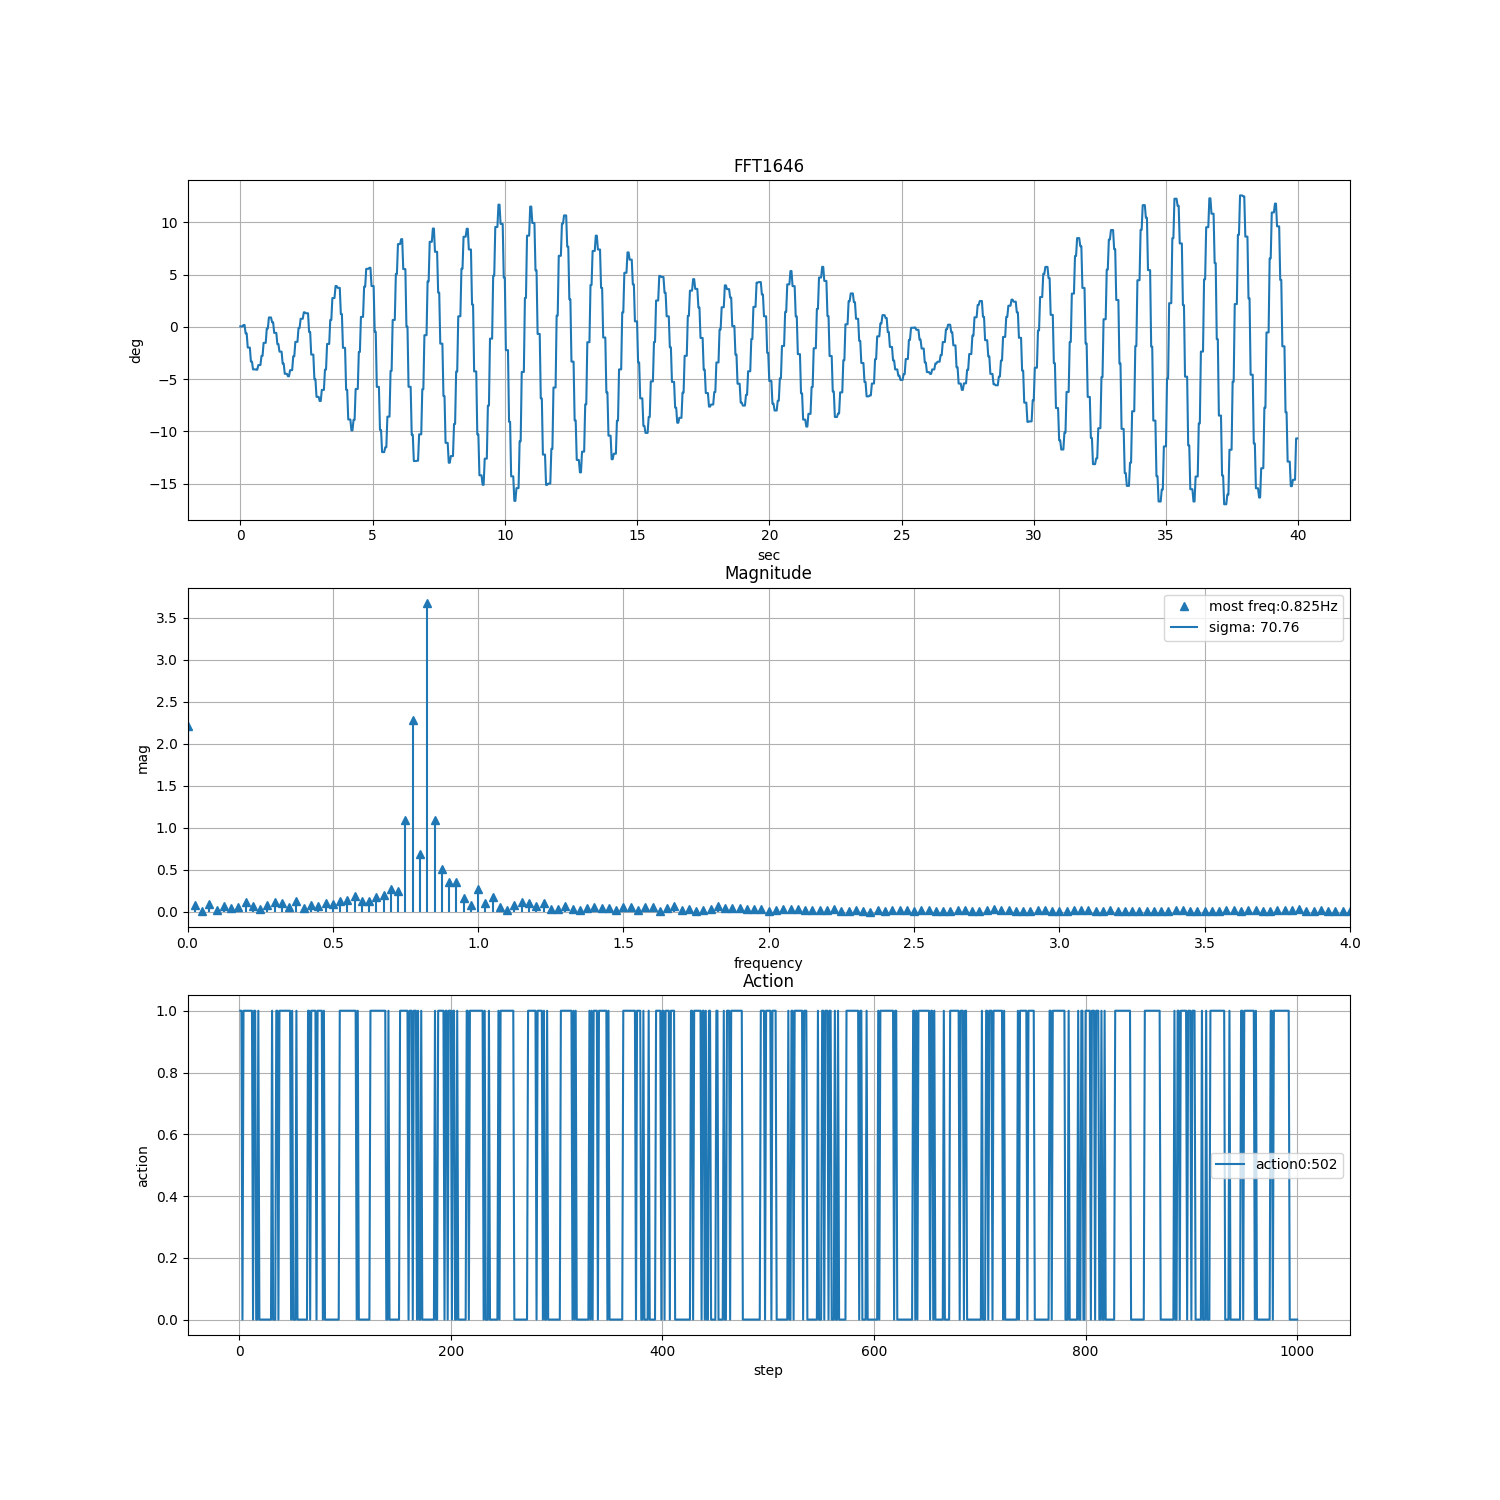 FFT1646
10
5
0
−5
−10
−15
deg
0 5 10 15 20 25 30 35 40
sec
Magnitude
3.5
3.0
2.5
2.0
1.5
1.0
0.5
0.0
mag
most freq:0.825Hz
sigma: 70.76
0.0 0.5 1.0 1.5 2.0 2.5 3.0 3.5 4.0
frequency
Action
1.0
0.8
0.6
0.4
0.2
0.0
action
action0:502
0 200 400 600 800 1000
step